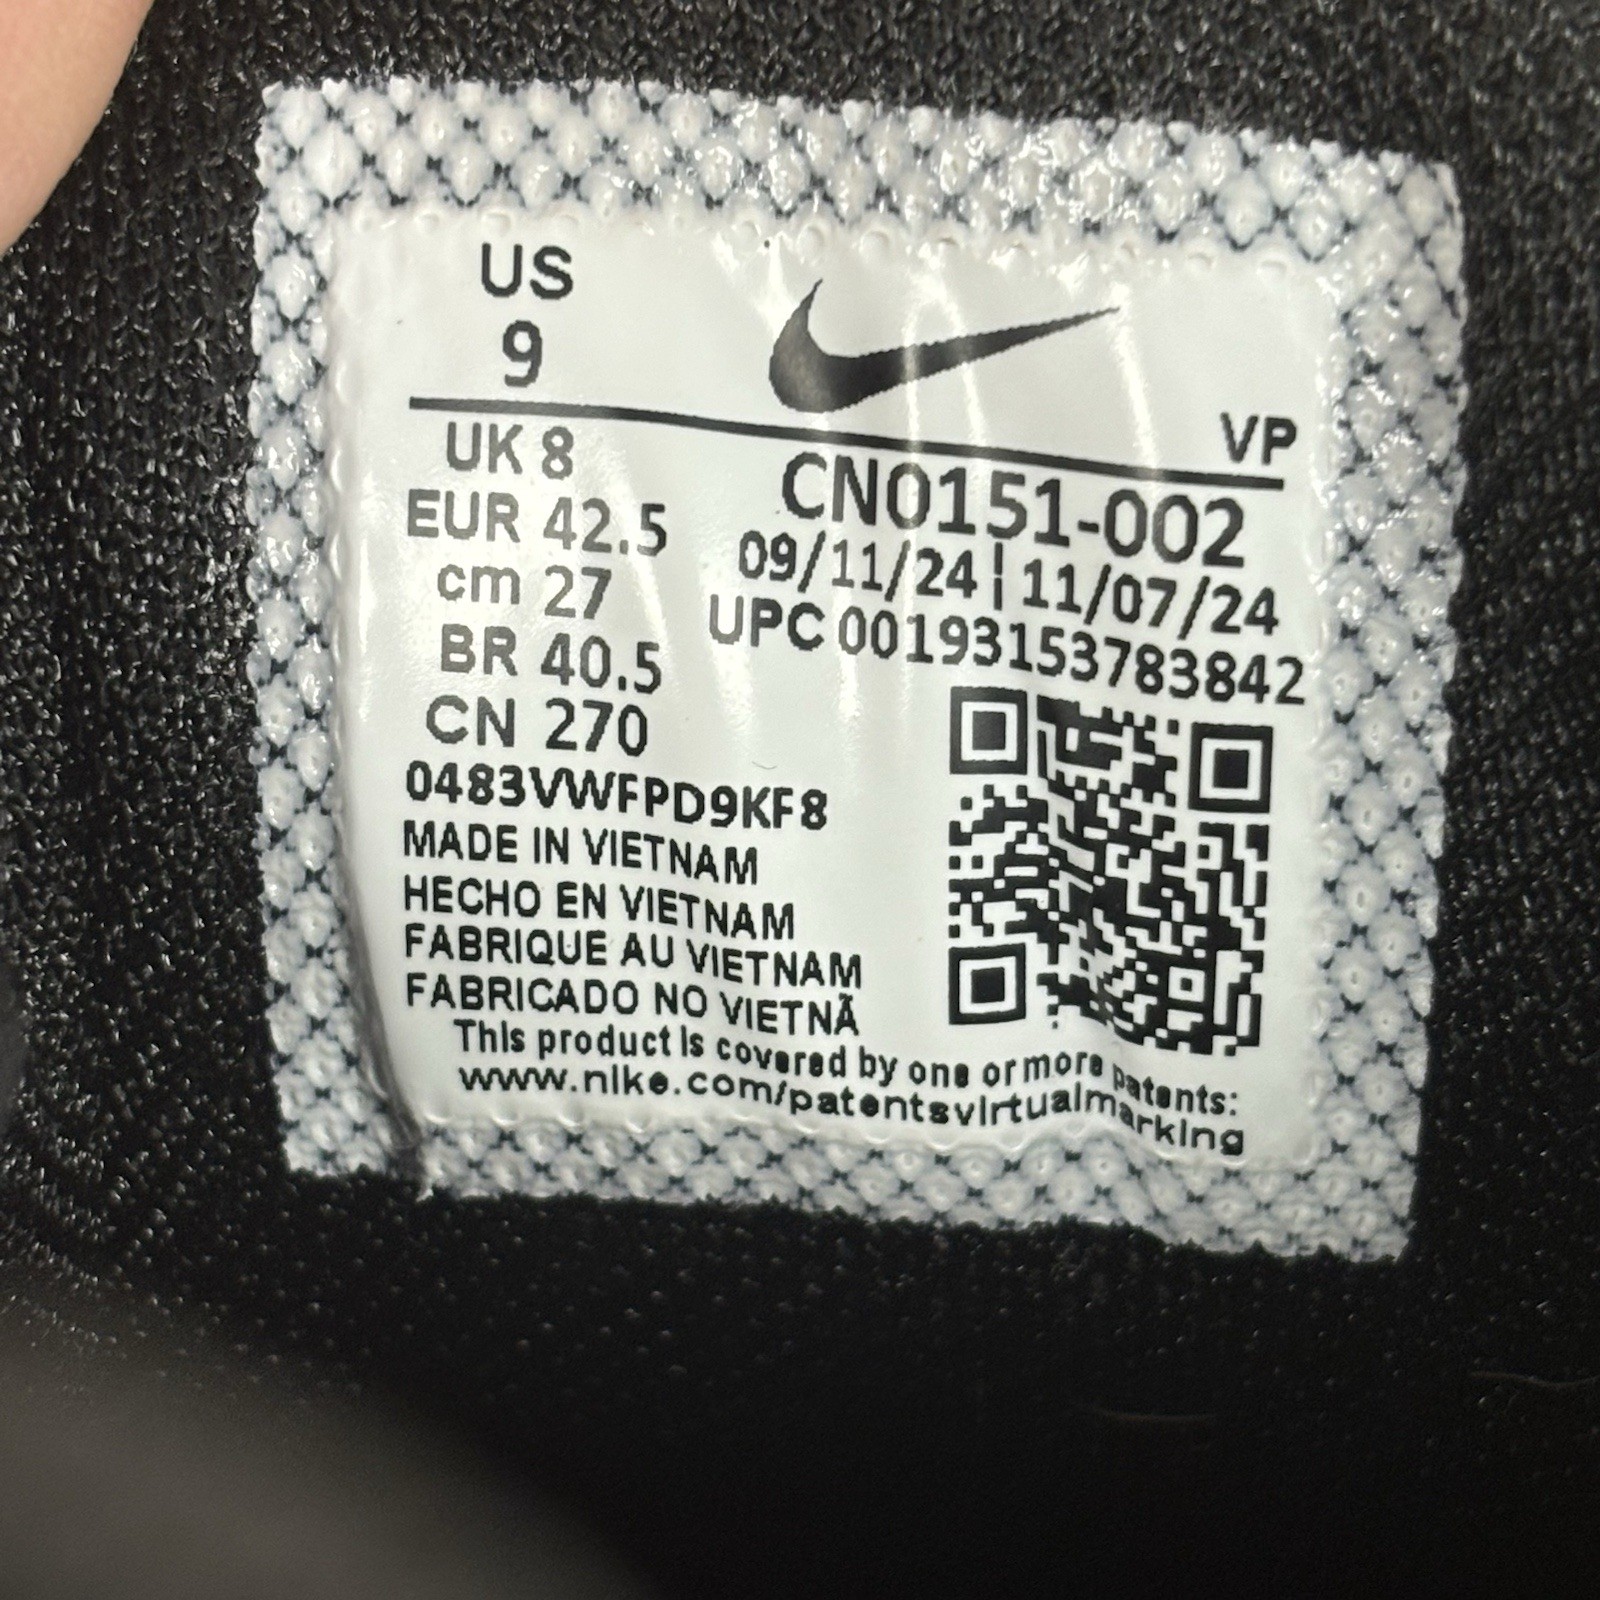 US
9
VP
UK 8
EUR 42.5
cm 27
BR 40.5
CN 270
CN0151-002
09/11/24 ¦ 11/07/24
UPC 00193153783842
0483VWFPD9KF8
MADE IN VIETNAM
HECHO EN VIETNAM
FABRIQUE AU VIETNAM
FABRICADO NO VIETNÃ
This product is covered by one or more patents:
www.nike.com/patentsvirtualmarking